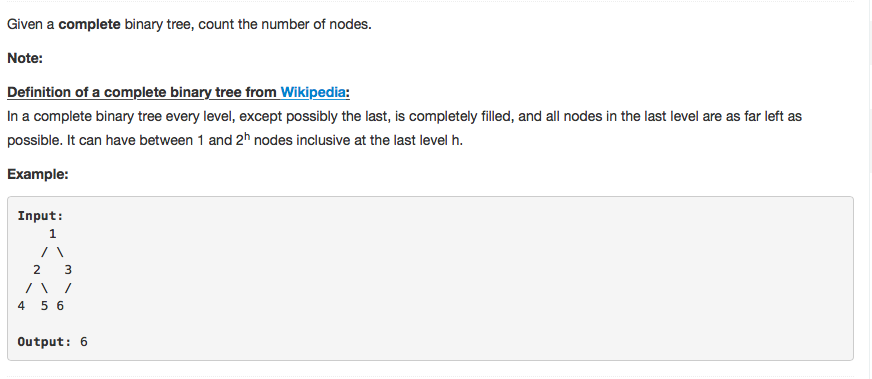 Given a complete binary tree, count the number of nodes.
Note:
Definition of a complete binary tree from Wikipedia:
In a complete binary tree every level, except possibly the last, is completely filled, and all nodes in the last level are as far left as
possible. It can have between 1 and 2ʰ nodes inclusive at the last level h.
Example:
Input:
    1
   / \
  2   3
 / \  /
4  5 6
Output: 6